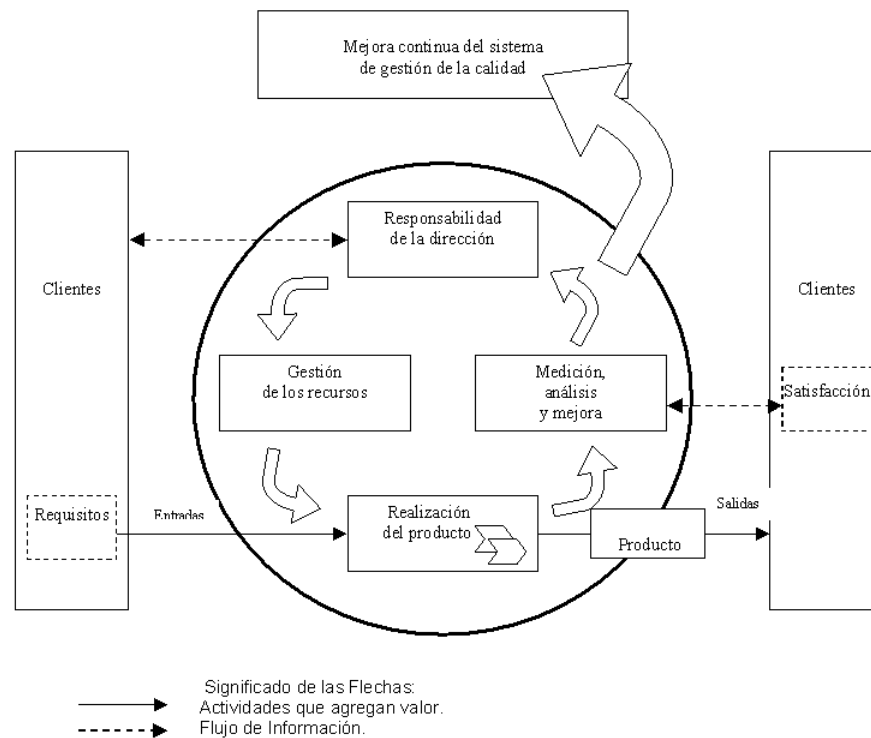 Mejora continua del sistema
de gestión de la calidad
Responsabilidad
de la dirección
Clientes
Clientes
Gestión
de los recursos
Medición,
análisis
y mejora
Satisfacción
Requisitos
Entradas
Realización
del producto
Producto
Salidas
Significado de las Flechas:
Actividades que agregan valor.
Flujo de Información.